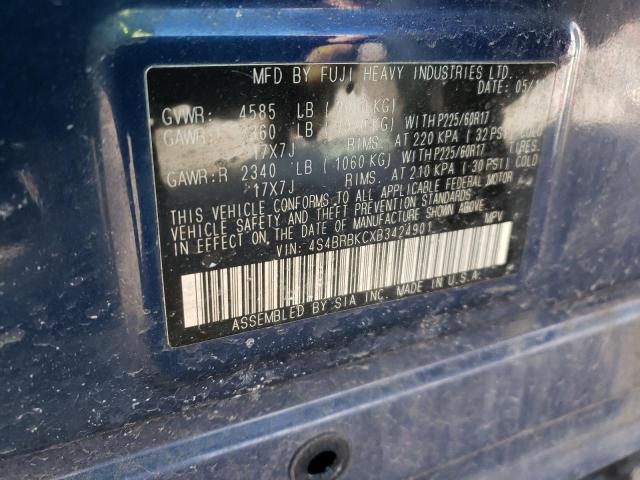 MFD BY FUJI HEAVY INDUSTRIES LTD.
DATE: 05/
GVWR: 4585 LB ( KG)
GAWR: LB ( KG) WITH P225/60R17
17X7J RIMS, AT 220 KPA ( 32 PSI) COLD
GAWR:R 2340 LB ( 1060 KG) WITH P225/60R17 TIRES,
17X7J RIMS, AT 210 KPA ( 30 PSI) COLD
THIS VEHICLE CONFORMS TO ALL APPLICABLE FEDERAL MOTOR
VEHICLE SAFETY AND THEFT PREVENTION STANDARDS
IN EFFECT ON THE DATE OF MANUFACTURE SHOWN ABOVE.
VIN: 4S4BRBKCXB3424901 MPV
ASSEMBLED BY SIA INC. MADE IN U.S.A.